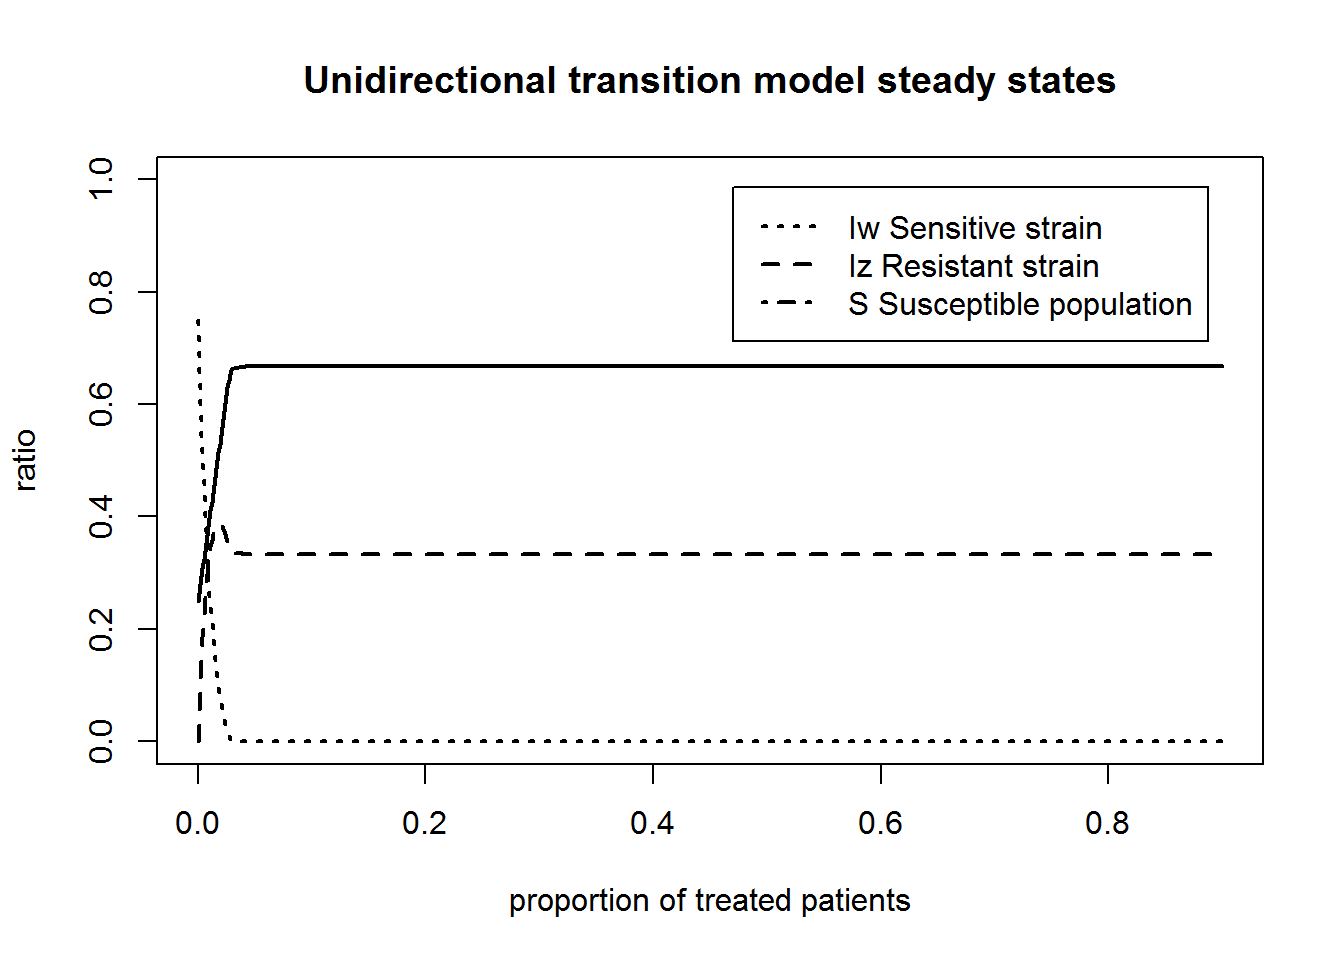 Unidirectional transition model steady states
1.0
0.8
0.6
0.4
0.2
0.0
ratio
Iw Sensitive strain
Iz Resistant strain
S Susceptible population
0.0 0.2 0.4 0.6 0.8
proportion of treated patients